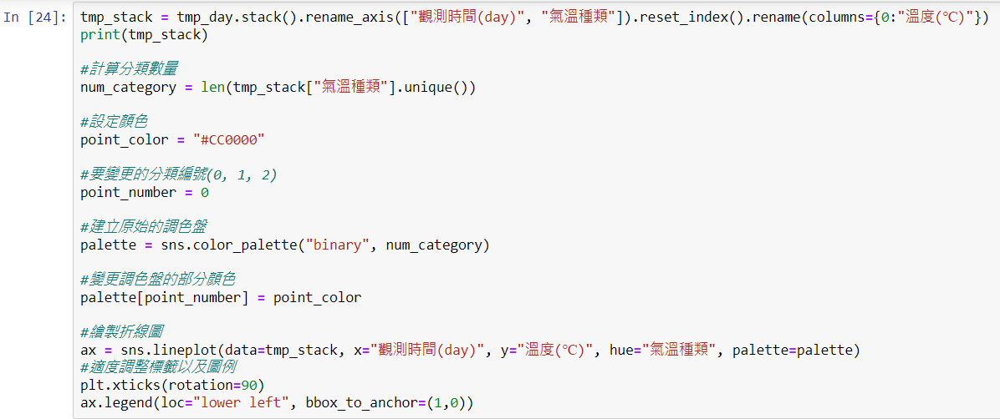 In [24]: tmp_stack = tmp_day.stack().rename_axis(["觀測時間(day)", "氣溫種類"]).reset_index().rename(columns={0:"溫度(℃)"})
print(tmp_stack)
#計算分類數量
num_category = len(tmp_stack["氣溫種類"].unique())
#設定顏色
point_color = "#CC0000"
#要變更的分類編號(0, 1, 2)
point_number = 0
#建立原始的調色盤
palette = sns.color_palette("binary", num_category)
#變更調色盤的部分顏色
palette[point_number] = point_color
#繪製折線圖
ax = sns.lineplot(data=tmp_stack, x="觀測時間(day)", y="溫度(℃)", hue="氣溫種類", palette=palette)
#適度調整標籤以及圖例
plt.xticks(rotation=90)
ax.legend(loc="lower left", bbox_to_anchor=(1,0))